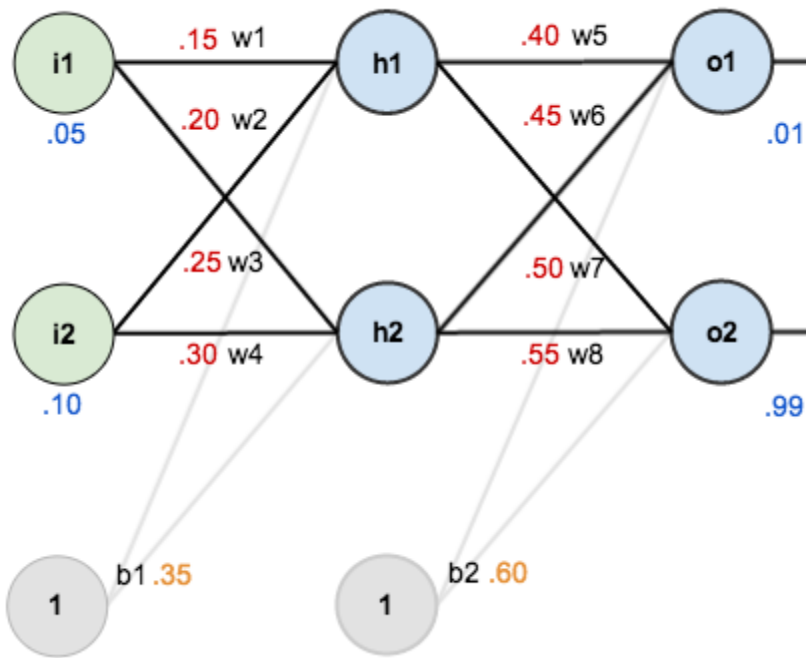 i1
.15 w1
h1
.40 w5
o1
.05
.20 w2
.45 w6
.01
.25 w3
.50 w7
i2
.30 w4
h2
.55 w8
o2
.10
.99
1
b1 .35
1
b2 .60